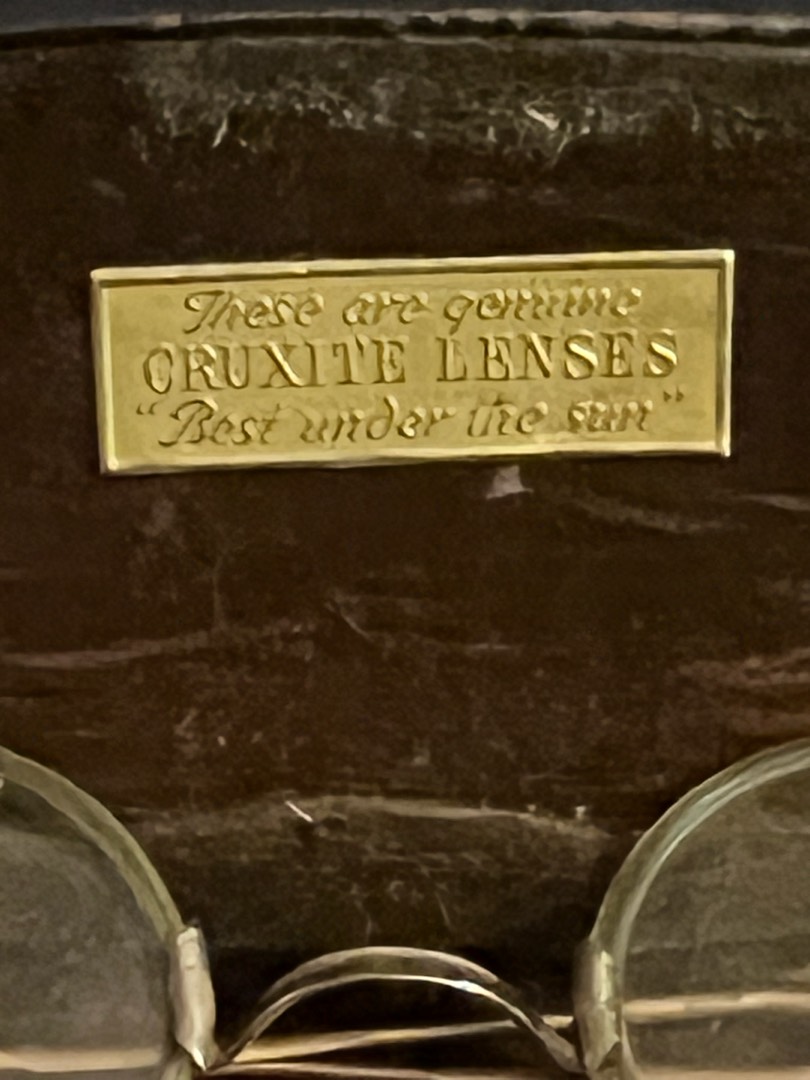 These are genuine
CRUXITE LENSES
“Best under the sun”